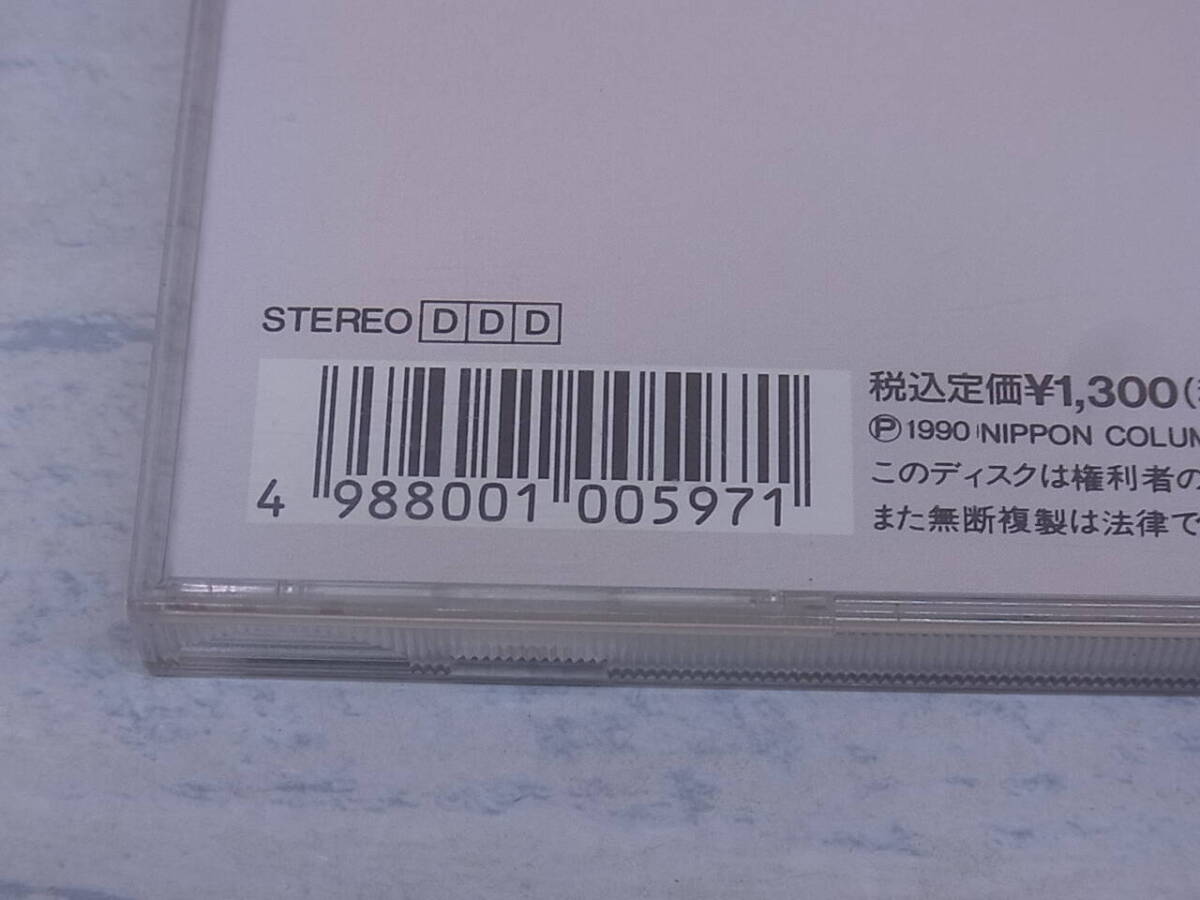 STEREO DDD
4 988001 005971
税込定価¥1,300(
Ⓟ1990 NIPPON COLUM
このディスクは権利者の
また無断複製は法律で